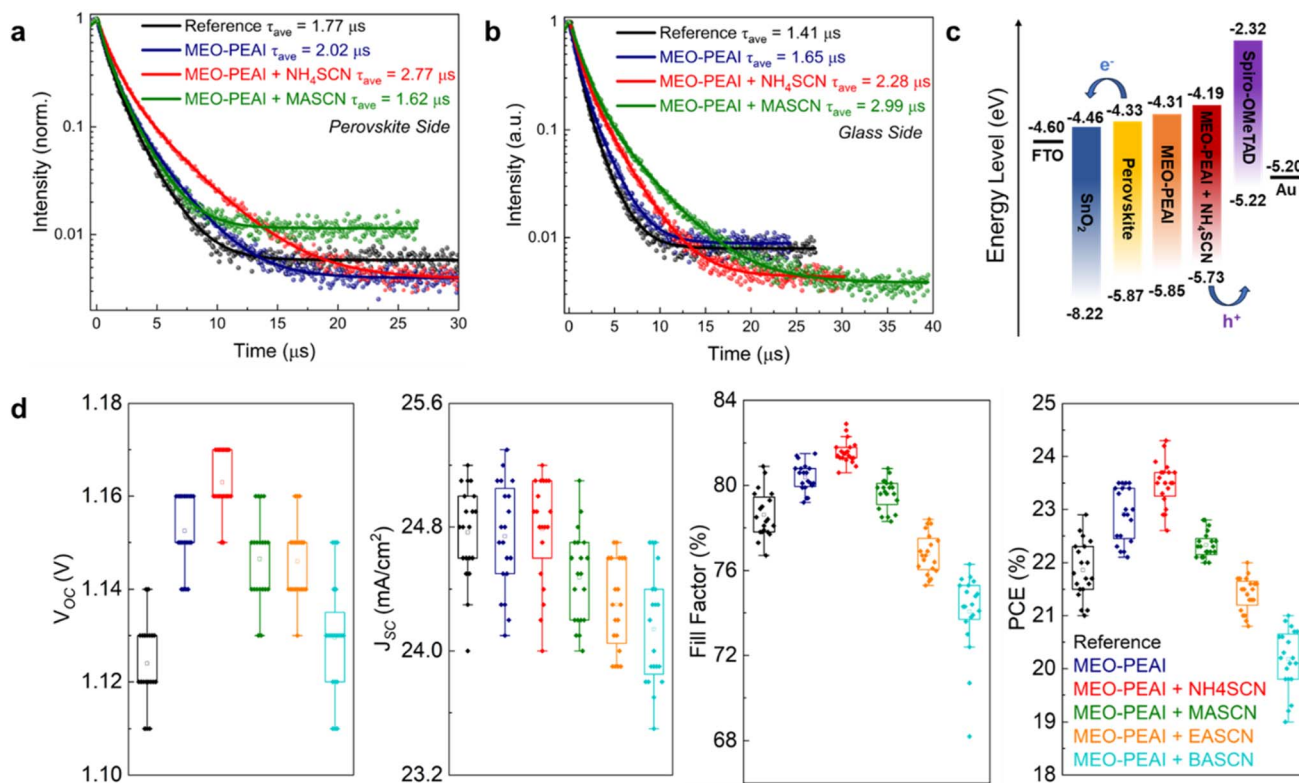 a
1
0.1
0.01
Intensity (norm.)
Reference τave = 1.77 μs
MEO-PEAI τave = 2.02 μs
MEO-PEAI + NH4SCN τave = 2.77 μs
MEO-PEAI + MASCN τave = 1.62 μs
Perovskite Side
0 5 10 15 20 25 30
Time (μs)
b
1
0.1
0.01
Intensity (a.u.)
Reference τave = 1.41 μs
MEO-PEAI τave = 1.65 μs
MEO-PEAI + NH4SCN τave = 2.28 μs
MEO-PEAI + MASCN τave = 2.99 μs
Glass Side
0 5 10 15 20 25 30 35 40
Time (μs)
c
Energy Level (eV)
-4.60
FTO
e-
-4.46
SnO2
-8.22
-4.33
Perovskite
-5.87
-4.31
MEO-PEAI
-5.85
-4.19
MEO-PEAI + NH4SCN
-5.73
h+
-2.32
Spiro-OMeTAD
-5.22
-5.20
Au
d
VOC (V)
1.18
1.16
1.14
1.12
1.10
JSC (mA/cm2)
25.6
24.8
24.0
23.2
Fill Factor (%)
84
80
76
72
68
PCE (%)
25
24
23
22
21
20
19
18
Reference
MEO-PEAI
MEO-PEAI + NH4SCN
MEO-PEAI + MASCN
MEO-PEAI + EASCN
MEO-PEAI + BASCN